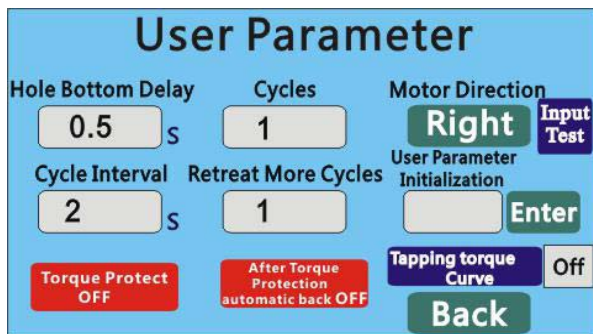 User Parameter
Hole Bottom Delay
0.5 S
Cycles
1
Motor Direction
Right
Input
Test
Cycle Interval
2 S
Retreat More Cycles
1
User Parameter
Initialization
Enter
Torque Protect
OFF
After Torque
Protection
automatic back OFF
Tapping torque
Curve
Off
Back